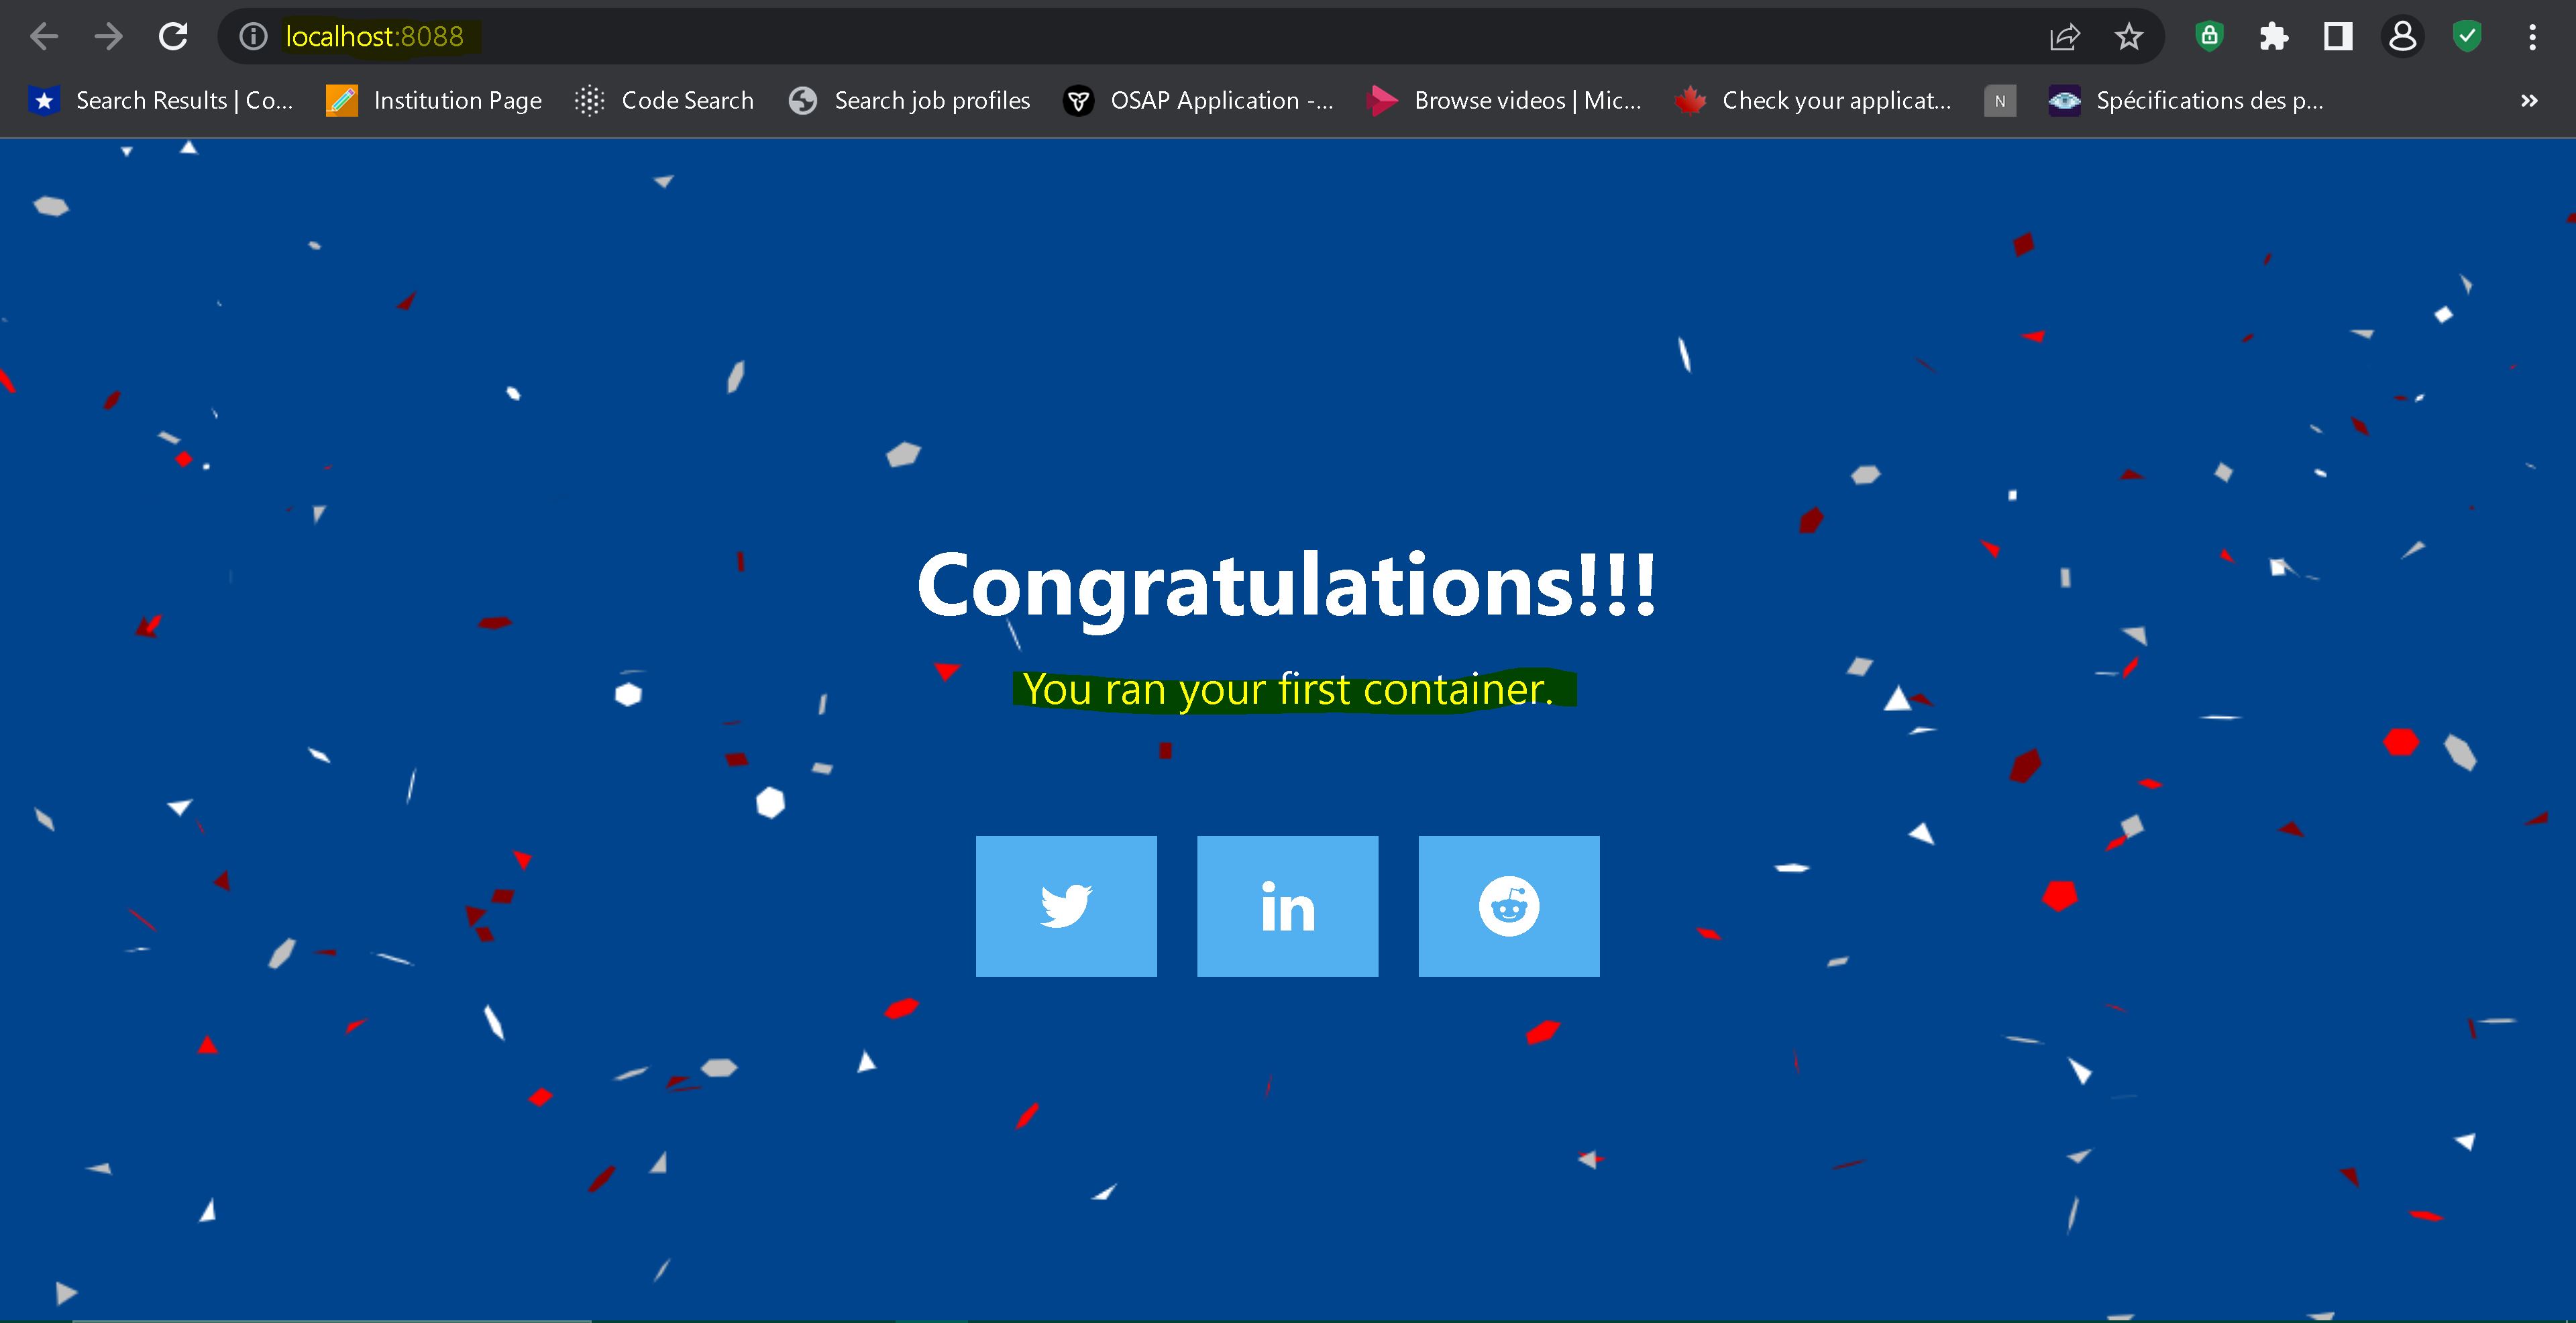 localhost:8088
Search Results | Co...
Institution Page
Code Search
Search job profiles
OSAP Application -...
Browse videos | Mic...
Check your applicat...
N
Spécifications des p...
Congratulations!!!
You ran your first container.
in